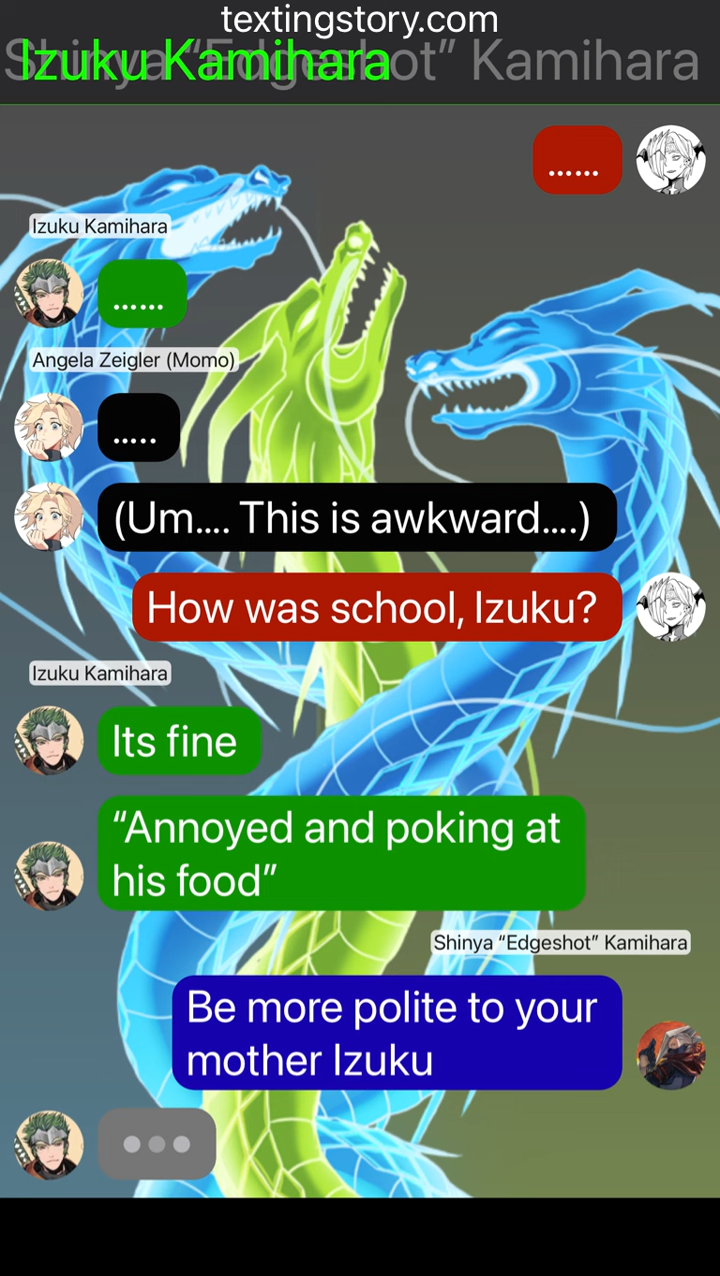 textingstory.com
Shinya “Edgeshot” Kamihara
Izuku Kamihara
......
Izuku Kamihara
......
Angela Zeigler (Momo)
.....
(Um.... This is awkward....)
How was school, Izuku?
Izuku Kamihara
Its fine
“Annoyed and poking at
his food”
Shinya “Edgeshot” Kamihara
Be more polite to your
mother Izuku